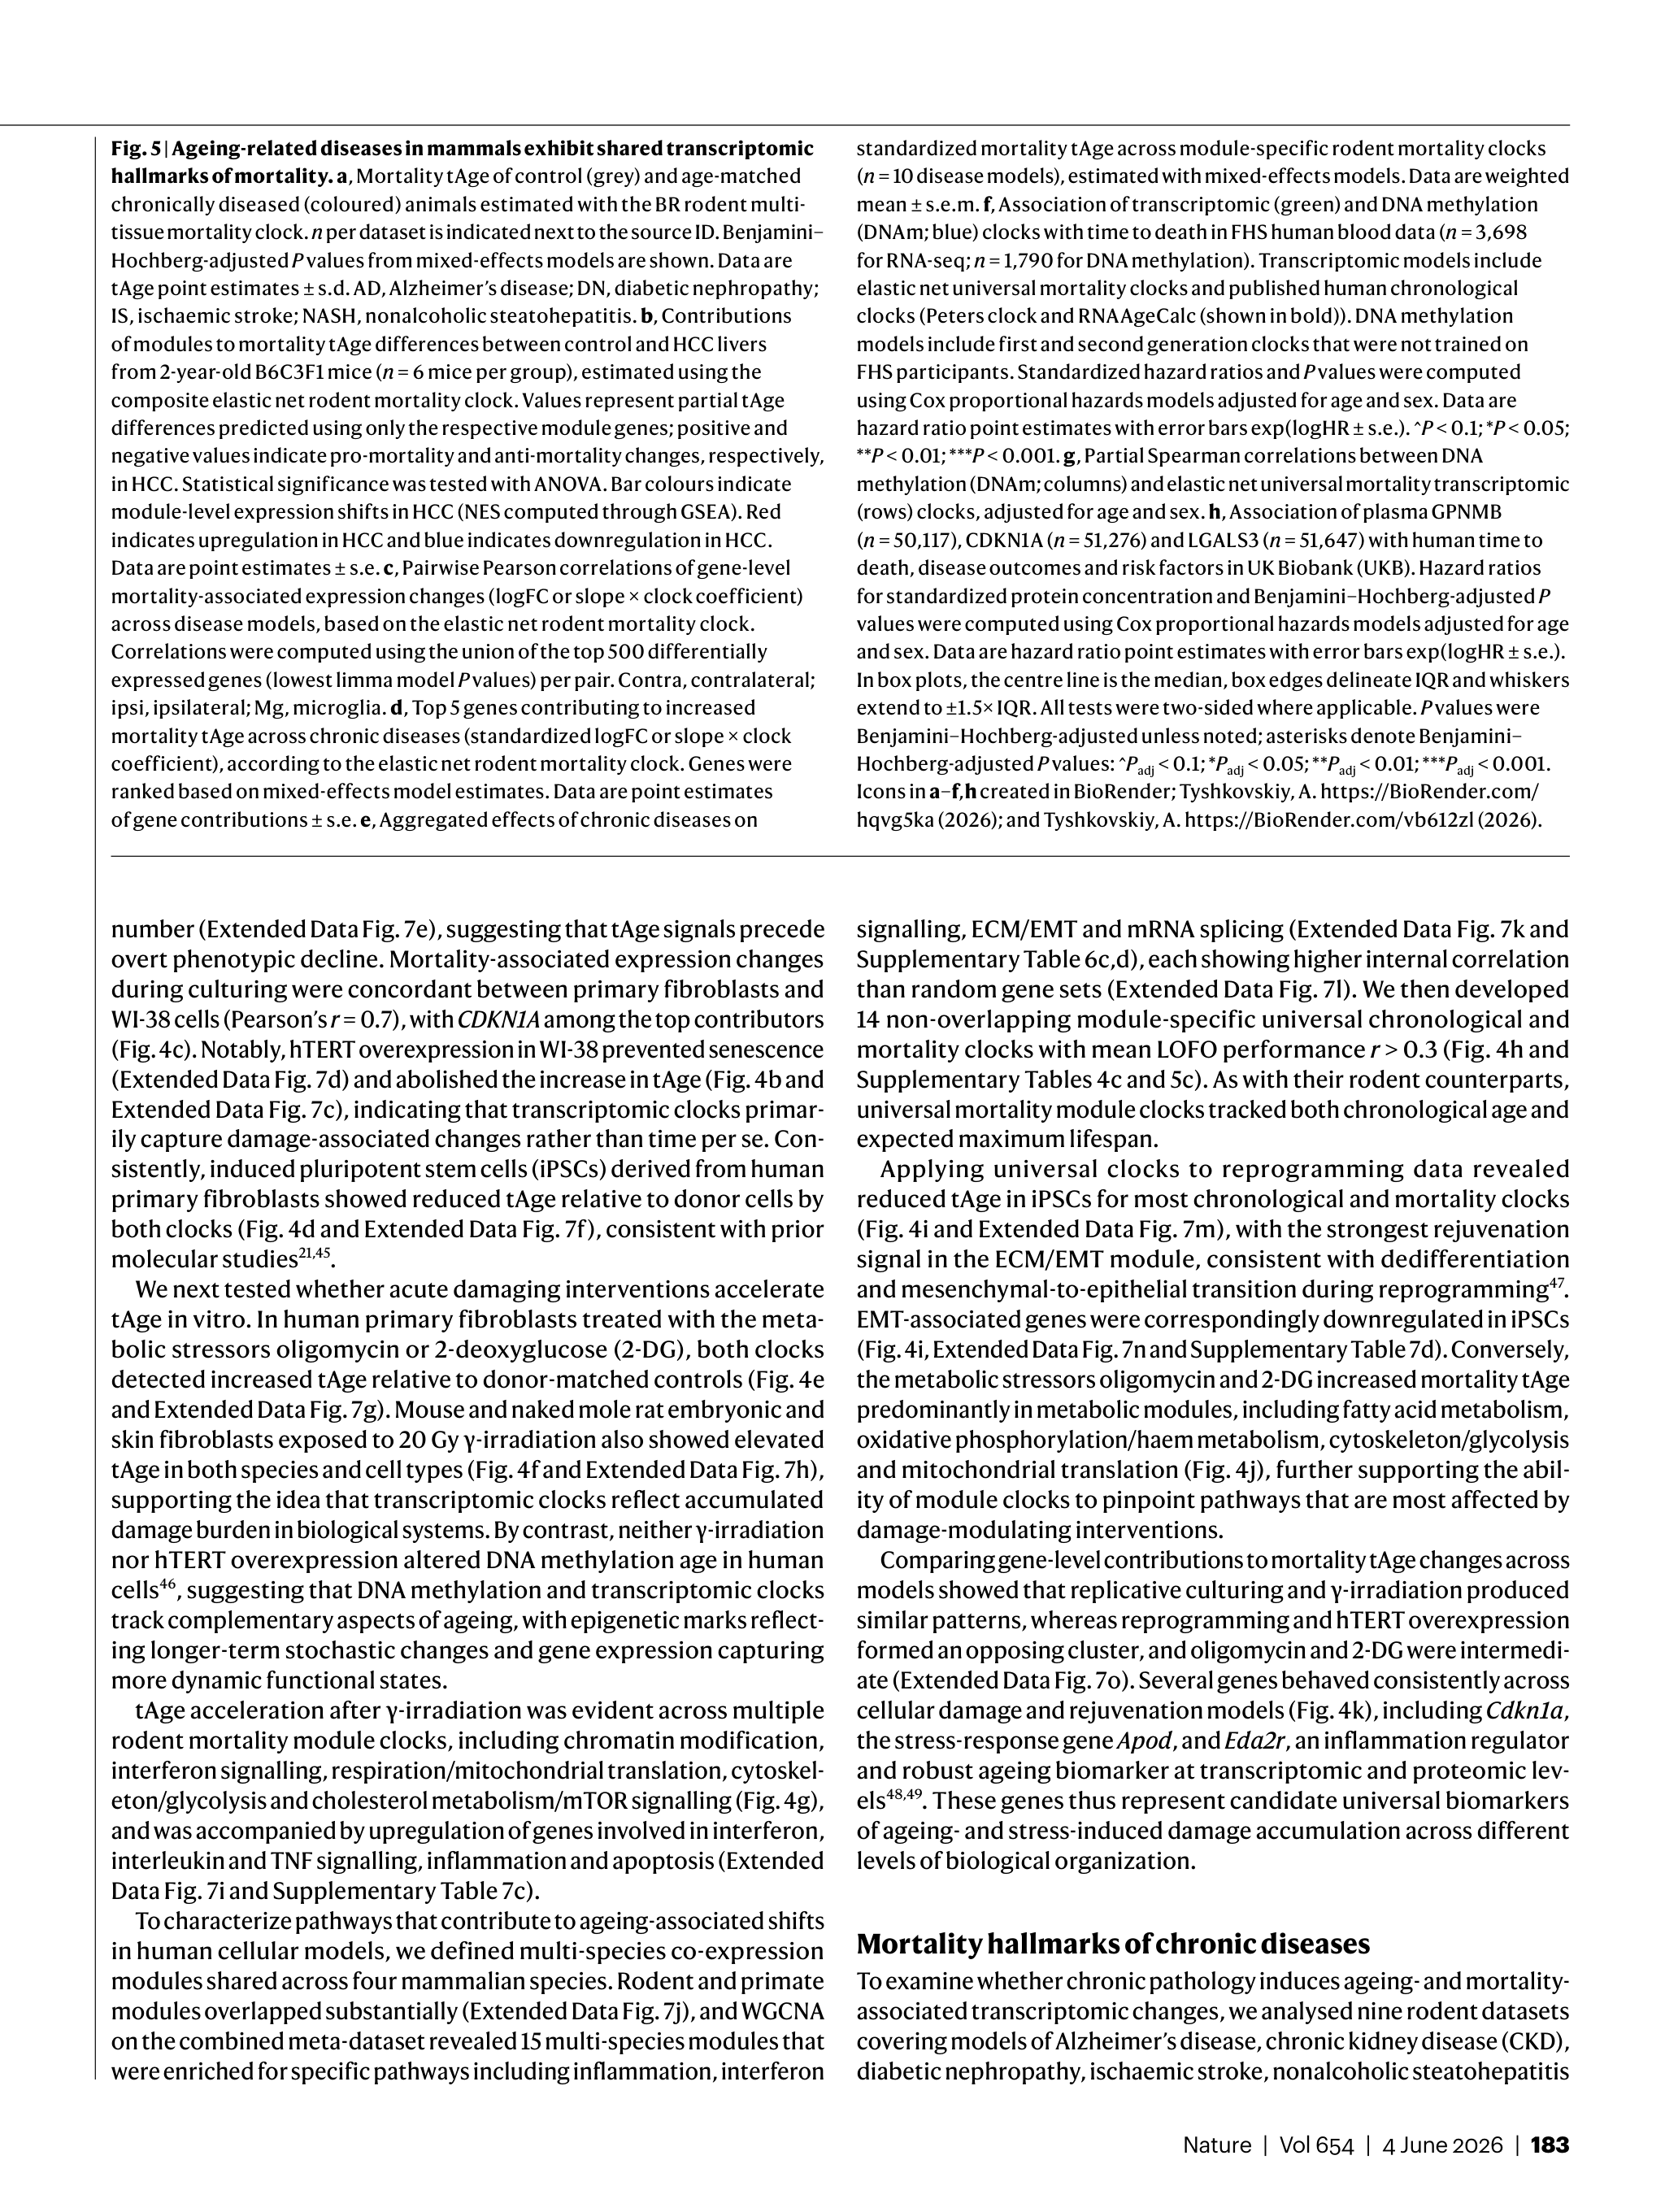 Fig. 5 | Ageing-related diseases in mammals exhibit shared transcriptomic
hallmarks of mortality. a, Mortality tAge of control (grey) and age-matched
chronically diseased (coloured) animals estimated with the BR rodent multi-
tissue mortality clock. n per dataset is indicated next to the source ID. Benjamini–
Hochberg-adjusted P values from mixed-effects models are shown. Data are
tAge point estimates ± s.d. AD, Alzheimer’s disease; DN, diabetic nephropathy;
IS, ischaemic stroke; NASH, nonalcoholic steatohepatitis. b, Contributions
of modules to mortality tAge differences between control and HCC livers
from 2-year-old B6C3F1 mice (n = 6 mice per group), estimated using the
composite elastic net rodent mortality clock. Values represent partial tAge
differences predicted using only the respective module genes; positive and
negative values indicate pro-mortality and anti-mortality changes, respectively,
in HCC. Statistical significance was tested with ANOVA. Bar colours indicate
module-level expression shifts in HCC (NES computed through GSEA). Red
indicates upregulation in HCC and blue indicates downregulation in HCC.
Data are point estimates ± s.e. c, Pairwise Pearson correlations of gene-level
mortality-associated expression changes (logFC or slope × clock coefficient)
across disease models, based on the elastic net rodent mortality clock.
Correlations were computed using the union of the top 500 differentially
expressed genes (lowest limma model P values) per pair. Contra, contralateral;
ipsi, ipsilateral; Mg, microglia. d, Top 5 genes contributing to increased
mortality tAge across chronic diseases (standardized logFC or slope × clock
coefficient), according to the elastic net rodent mortality clock. Genes were
ranked based on mixed-effects model estimates. Data are point estimates
of gene contributions ± s.e. e, Aggregated effects of chronic diseases on
standardized mortality tAge across module-specific rodent mortality clocks
(n = 10 disease models), estimated with mixed-effects models. Data are weighted
mean ± s.e.m. f, Association of transcriptomic (green) and DNA methylation
(DNAm; blue) clocks with time to death in FHS human blood data (n = 3,698
for RNA-seq; n = 1,790 for DNA methylation). Transcriptomic models include
elastic net universal mortality clocks and published human chronological
clocks (Peters clock and RNAAgeCalc (shown in bold)). DNA methylation
models include first and second generation clocks that were not trained on
FHS participants. Standardized hazard ratios and P values were computed
using Cox proportional hazards models adjusted for age and sex. Data are
hazard ratio point estimates with error bars exp(logHR ± s.e.). ^P < 0.1; *P < 0.05;
**P < 0.01; ***P < 0.001. g, Partial Spearman correlations between DNA
methylation (DNAm; columns) and elastic net universal mortality transcriptomic
(rows) clocks, adjusted for age and sex. h, Association of plasma GPNMB
(n = 50,117), CDKN1A (n = 51,276) and LGALS3 (n = 51,647) with human time to
death, disease outcomes and risk factors in UK Biobank (UKB). Hazard ratios
for standardized protein concentration and Benjamini–Hochberg-adjusted P
values were computed using Cox proportional hazards models adjusted for age
and sex. Data are hazard ratio point estimates with error bars exp(logHR ± s.e.).
In box plots, the centre line is the median, box edges delineate IQR and whiskers
extend to ±1.5× IQR. All tests were two-sided where applicable. P values were
Benjamini–Hochberg-adjusted unless noted; asterisks denote Benjamini–
Hochberg-adjusted P values: ^Padj < 0.1; *Padj < 0.05; **Padj < 0.01; ***Padj < 0.001.
Icons in a–f,h created in BioRender; Tyshkovskiy, A. https://BioRender.com/
hqvg5ka (2026); and Tyshkovskiy, A. https://BioRender.com/vb612zl (2026).
number (Extended Data Fig. 7e), suggesting that tAge signals precede
overt phenotypic decline. Mortality-associated expression changes
during culturing were concordant between primary fibroblasts and
WI-38 cells (Pearson’s r = 0.7), with CDKN1A among the top contributors
(Fig. 4c). Notably, hTERT overexpression in WI-38 prevented senescence
(Extended Data Fig. 7d) and abolished the increase in tAge (Fig. 4b and
Extended Data Fig. 7c), indicating that transcriptomic clocks primar-
ily capture damage-associated changes rather than time per se. Con-
sistently, induced pluripotent stem cells (iPSCs) derived from human
primary fibroblasts showed reduced tAge relative to donor cells by
both clocks (Fig. 4d and Extended Data Fig. 7f), consistent with prior
molecular studies21,45.
We next tested whether acute damaging interventions accelerate
tAge in vitro. In human primary fibroblasts treated with the meta-
bolic stressors oligomycin or 2-deoxyglucose (2-DG), both clocks
detected increased tAge relative to donor-matched controls (Fig. 4e
and Extended Data Fig. 7g). Mouse and naked mole rat embryonic and
skin fibroblasts exposed to 20 Gy γ-irradiation also showed elevated
tAge in both species and cell types (Fig. 4f and Extended Data Fig. 7h),
supporting the idea that transcriptomic clocks reflect accumulated
damage burden in biological systems. By contrast, neither γ-irradiation
nor hTERT overexpression altered DNA methylation age in human
cells46, suggesting that DNA methylation and transcriptomic clocks
track complementary aspects of ageing, with epigenetic marks reflect-
ing longer-term stochastic changes and gene expression capturing
more dynamic functional states.
tAge acceleration after γ-irradiation was evident across multiple
rodent mortality module clocks, including chromatin modification,
interferon signalling, respiration/mitochondrial translation, cytoskel-
eton/glycolysis and cholesterol metabolism/mTOR signalling (Fig. 4g),
and was accompanied by upregulation of genes involved in interferon,
interleukin and TNF signalling, inflammation and apoptosis (Extended
Data Fig. 7i and Supplementary Table 7c).
To characterize pathways that contribute to ageing-associated shifts
in human cellular models, we defined multi-species co-expression
modules shared across four mammalian species. Rodent and primate
modules overlapped substantially (Extended Data Fig. 7j), and WGCNA
on the combined meta-dataset revealed 15 multi-species modules that
were enriched for specific pathways including inflammation, interferon
signalling, ECM/EMT and mRNA splicing (Extended Data Fig. 7k and
Supplementary Table 6c,d), each showing higher internal correlation
than random gene sets (Extended Data Fig. 7l). We then developed
14 non-overlapping module-specific universal chronological and
mortality clocks with mean LOFO performance r > 0.3 (Fig. 4h and
Supplementary Tables 4c and 5c). As with their rodent counterparts,
universal mortality module clocks tracked both chronological age and
expected maximum lifespan.
Applying universal clocks to reprogramming data revealed
reduced tAge in iPSCs for most chronological and mortality clocks
(Fig. 4i and Extended Data Fig. 7m), with the strongest rejuvenation
signal in the ECM/EMT module, consistent with dedifferentiation
and mesenchymal-to-epithelial transition during reprogramming47.
EMT-associated genes were correspondingly downregulated in iPSCs
(Fig. 4i, Extended Data Fig. 7n and Supplementary Table 7d). Conversely,
the metabolic stressors oligomycin and 2-DG increased mortality tAge
predominantly in metabolic modules, including fatty acid metabolism,
oxidative phosphorylation/haem metabolism, cytoskeleton/glycolysis
and mitochondrial translation (Fig. 4j), further supporting the abil-
ity of module clocks to pinpoint pathways that are most affected by
damage-modulating interventions.
Comparing gene-level contributions to mortality tAge changes across
models showed that replicative culturing and γ-irradiation produced
similar patterns, whereas reprogramming and hTERT overexpression
formed an opposing cluster, and oligomycin and 2-DG were intermedi-
ate (Extended Data Fig. 7o). Several genes behaved consistently across
cellular damage and rejuvenation models (Fig. 4k), including Cdkn1a,
the stress-response gene Apod, and Eda2r, an inflammation regulator
and robust ageing biomarker at transcriptomic and proteomic lev-
els48,49. These genes thus represent candidate universal biomarkers
of ageing- and stress-induced damage accumulation across different
levels of biological organization.
Mortality hallmarks of chronic diseases
To examine whether chronic pathology induces ageing- and mortality-
associated transcriptomic changes, we analysed nine rodent datasets
covering models of Alzheimer’s disease, chronic kidney disease (CKD),
diabetic nephropathy, ischaemic stroke, nonalcoholic steatohepatitis
Nature | Vol 654 | 4 June 2026 | 183